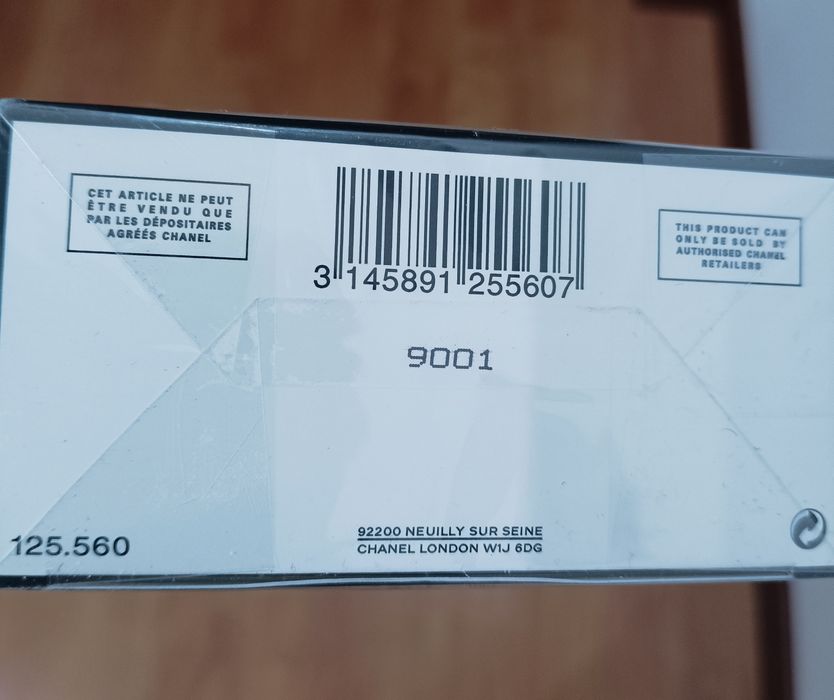 CET ARTICLE NE PEUT
ÊTRE VENDU QUE
PAR LES DÉPOSITAIRES
AGRÉÉS CHANEL
3 145891 255607
THIS PRODUCT CAN
ONLY BE SOLD BY
AUTHORISED CHANEL
RETAILERS
9001
125.560
92200 NEUILLY SUR SEINE
CHANEL LONDON W1J 6DG